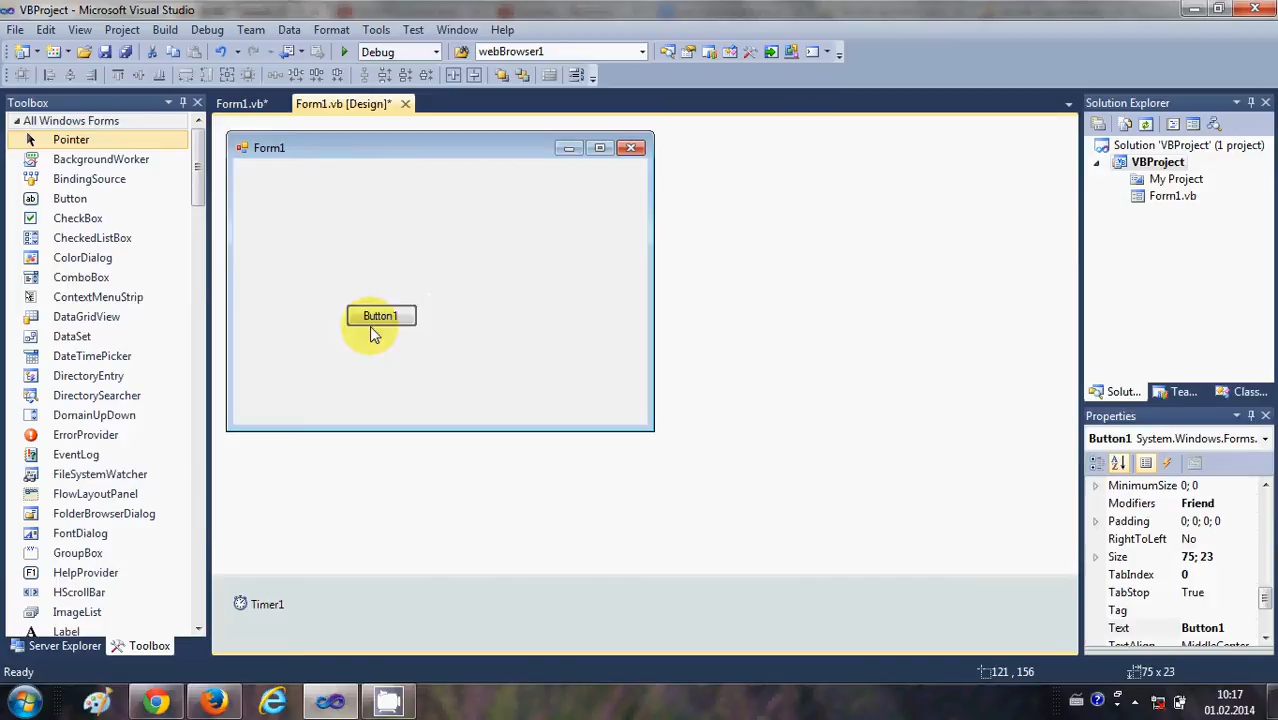 VBProject - Microsoft Visual Studio
File Edit View Project Build Debug Team Data Format Tools Test Window Help
Debug webBrowser1
Toolbox
Form1.vb* Form1.vb [Design]*
Solution Explorer
All Windows Forms
Pointer
BackgroundWorker
BindingSource
Button
CheckBox
CheckedListBox
ColorDialog
ComboBox
ContextMenuStrip
DataGridView
DataSet
DateTimePicker
DirectoryEntry
DirectorySearcher
DomainUpDown
ErrorProvider
EventLog
FileSystemWatcher
FlowLayoutPanel
FolderBrowserDialog
FontDialog
GroupBox
HelpProvider
HScrollBar
ImageList
Label
Server Explorer Toolbox
Form1
Button1
Timer1
Solution 'VBProject' (1 project)
VBProject
My Project
Form1.vb
Solut... Tea... Class...
Properties
Button1 System.Windows.Forms.
MinimumSize 0; 0
Modifiers Friend
Padding 0; 0; 0; 0
RightToLeft No
Size 75; 23
TabIndex 0
TabStop True
Tag
Text Button1
TextAlign MiddleCenter
Ready 121 , 156 75 x 23
10:17
01.02.2014